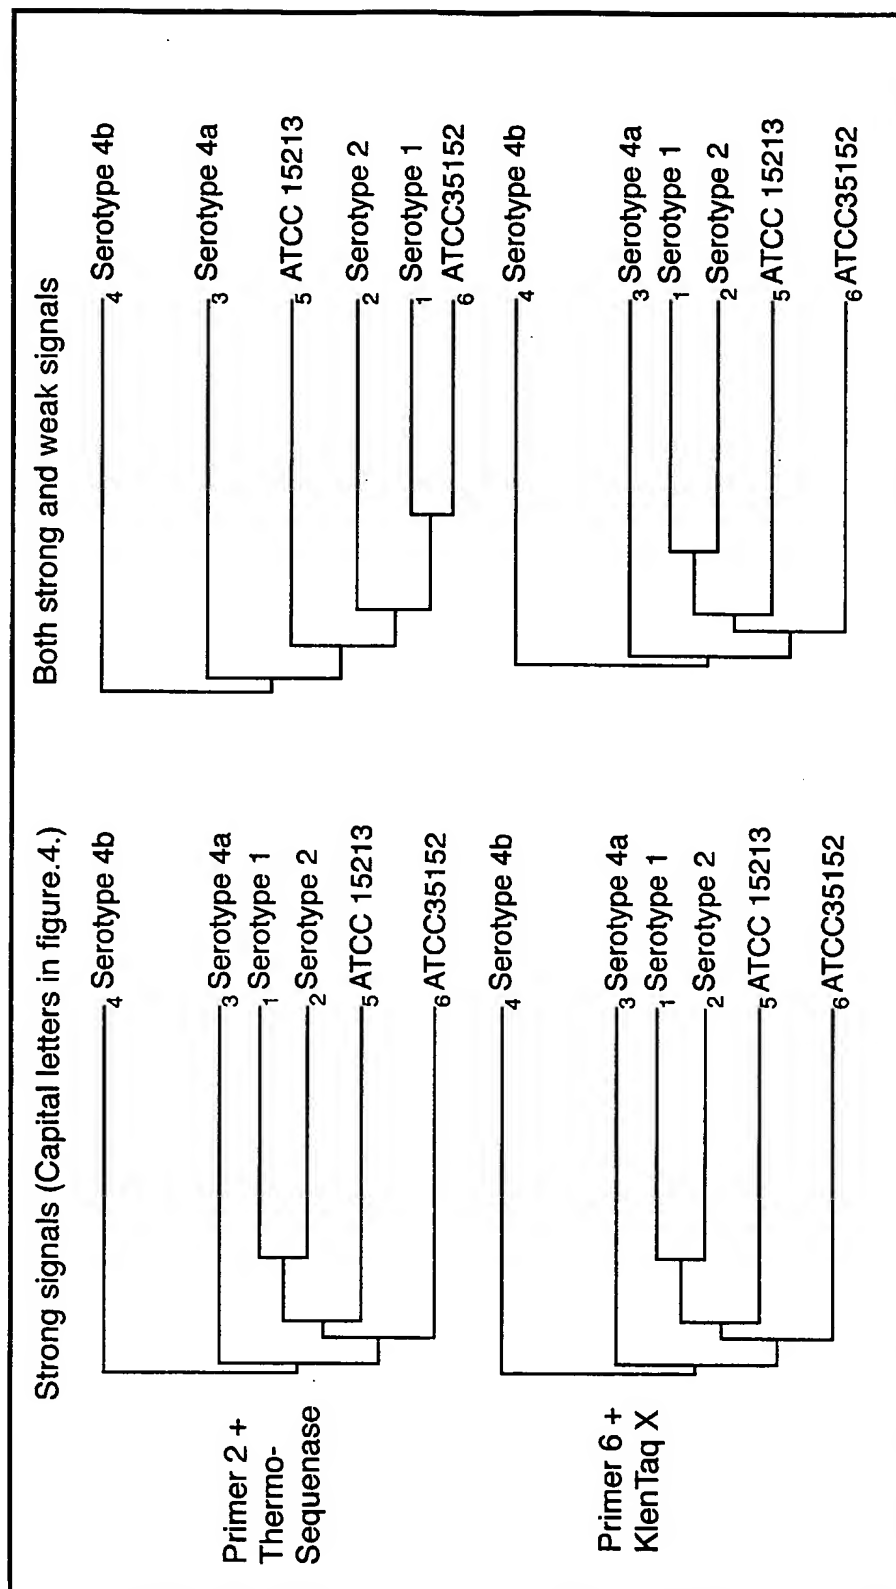 Strong signals (Capital letters in figure.4.)
Both strong and weak signals
Primer 2 +
Thermo-
Sequenase
4 Serotype 4b
3 Serotype 4a
1 Serotype 1
2 Serotype 2
5 ATCC 15213
6 ATCC35152
4 Serotype 4b
3 Serotype 4a
5 ATCC 15213
2 Serotype 2
1 Serotype 1
6 ATCC35152
Primer 6 +
KlenTaq X
4 Serotype 4b
3 Serotype 4a
1 Serotype 1
2 Serotype 2
5 ATCC 15213
6 ATCC35152
4 Serotype 4b
3 Serotype 4a
1 Serotype 1
2 Serotype 2
5 ATCC 15213
6 ATCC35152